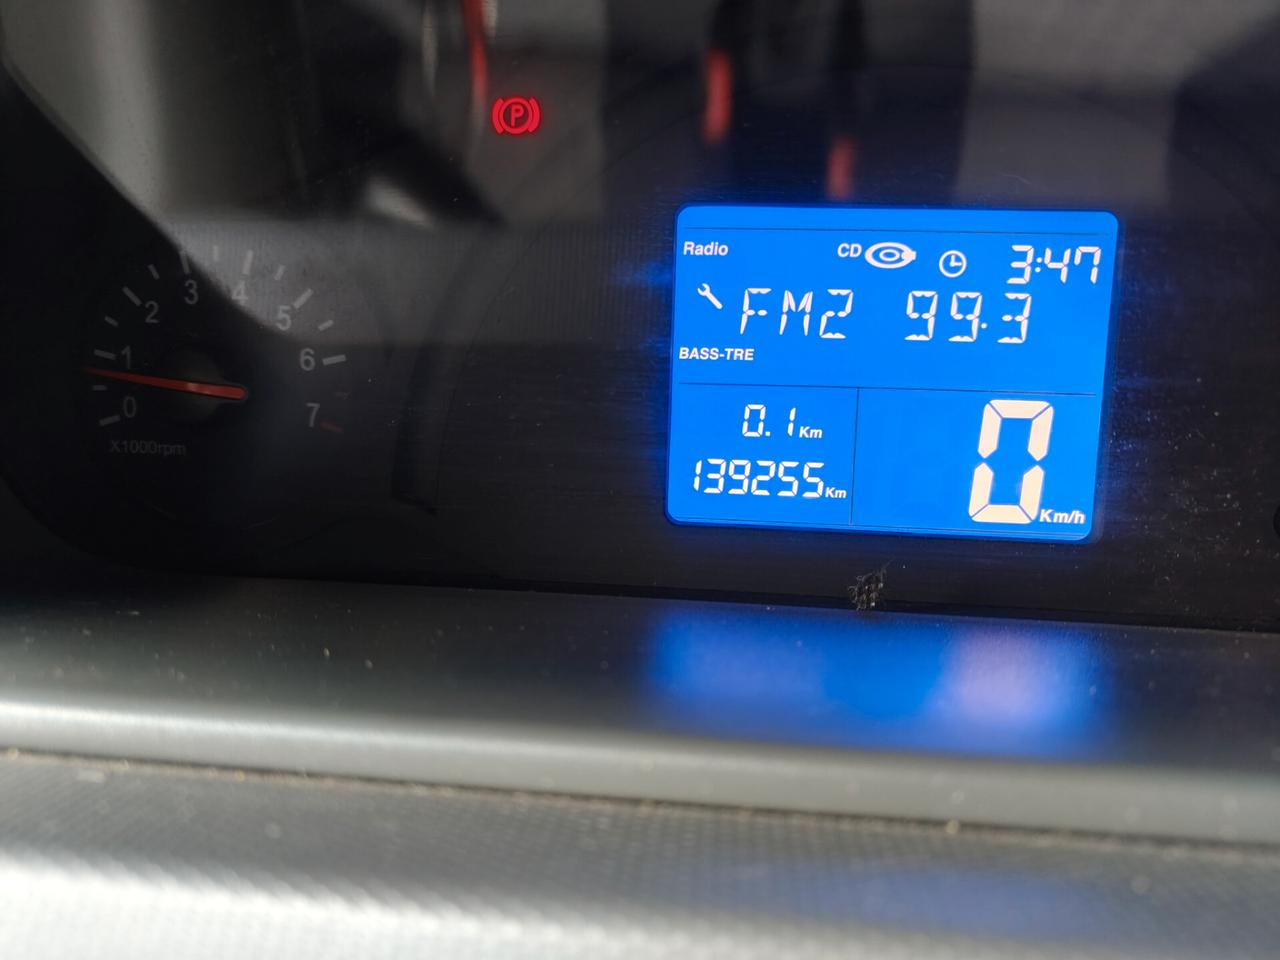 P
Radio CD 3:47
FM2 99.3
BASS-TRE
0.1 Km
139255 Km
0 Km/h
0 1 2 3 4 5 6 7
X1000rpm